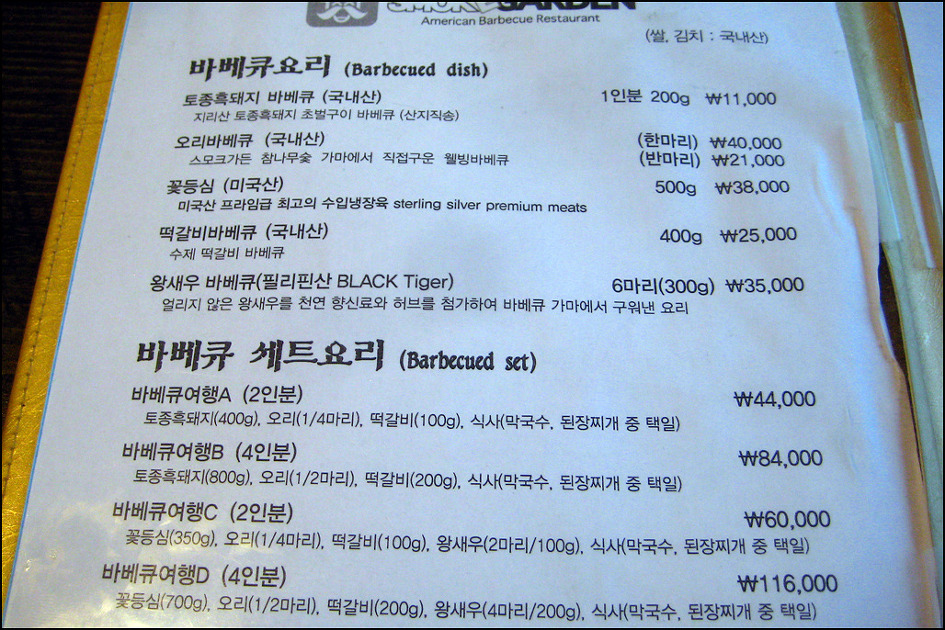 SMOKE GARDEN
American Barbecue Restaurant
(쌀, 김치 : 국내산)
바베큐요리 (Barbecued dish)
토종흑돼지 바베큐 (국내산) 1인분 200g ₩11,000
지리산 토종흑돼지 초벌구이 바베큐 (산지직송)
오리바베큐 (국내산) (한마리) ₩40,000
스모크가든 참나무숯 가마에서 직접구운 웰빙바베큐 (반마리) ₩21,000
꽃등심 (미국산) 500g ₩38,000
미국산 프라임급 최고의 수입냉장육 sterling silver premium meats
떡갈비바베큐 (국내산) 400g ₩25,000
수제 떡갈비 바베큐
왕새우 바베큐(필리핀산 BLACK Tiger) 6마리(300g) ₩35,000
얼리지 않은 왕새우를 천연 향신료와 허브를 첨가하여 바베큐 가마에서 구워낸 요리
바베큐 세트요리 (Barbecued set)
바베큐여행A (2인분) ₩44,000
토종흑돼지(400g), 오리(1/4마리), 떡갈비(100g), 식사(막국수, 된장찌개 중 택일)
바베큐여행B (4인분) ₩84,000
토종흑돼지(800g), 오리(1/2마리), 떡갈비(200g), 식사(막국수, 된장찌개 중 택일)
바베큐여행C (2인분) ₩60,000
꽃등심(350g), 오리(1/4마리), 떡갈비(100g), 왕새우(2마리/100g), 식사(막국수, 된장찌개 중 택일)
바베큐여행D (4인분) ₩116,000
꽃등심(700g), 오리(1/2마리), 떡갈비(200g), 왕새우(4마리/200g), 식사(막국수, 된장찌개 중 택일)